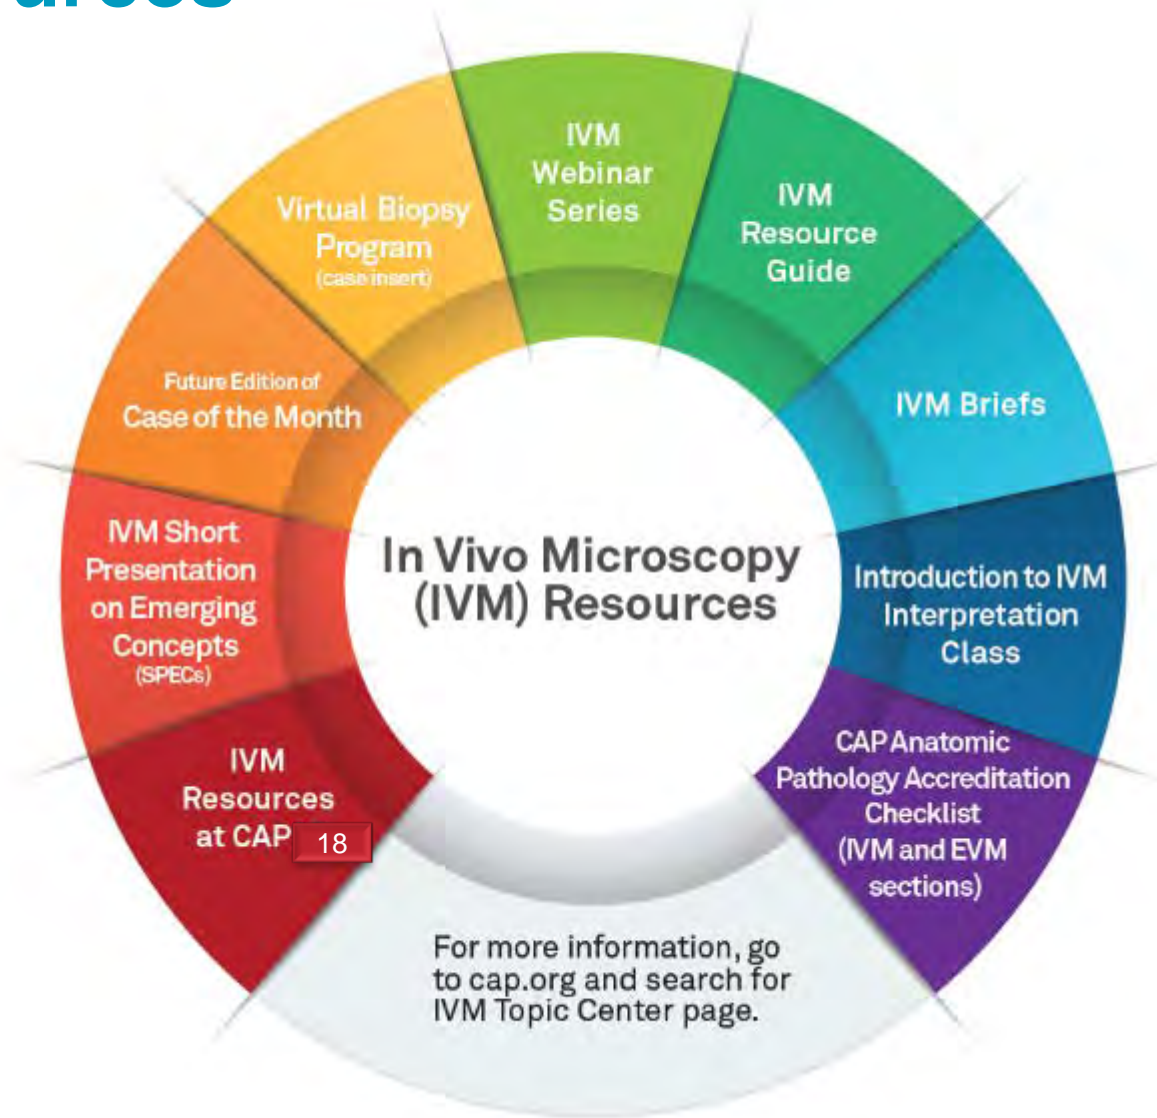 In Vivo Microscopy
(IVM) Resources
IVM
Webinar
Series
IVM
Resource
Guide
IVM Briefs
Introduction to IVM
Interpretation
Class
CAP Anatomic
Pathology Accreditation
Checklist
(IVM and EVM
sections)
For more information, go
to cap.org and search for
IVM Topic Center page.
IVM
Resources
at CAP 18
IVM Short
Presentation
on Emerging
Concepts
(SPECs)
Future Edition of
Case of the Month
Virtual Biopsy
Program
(case insert)